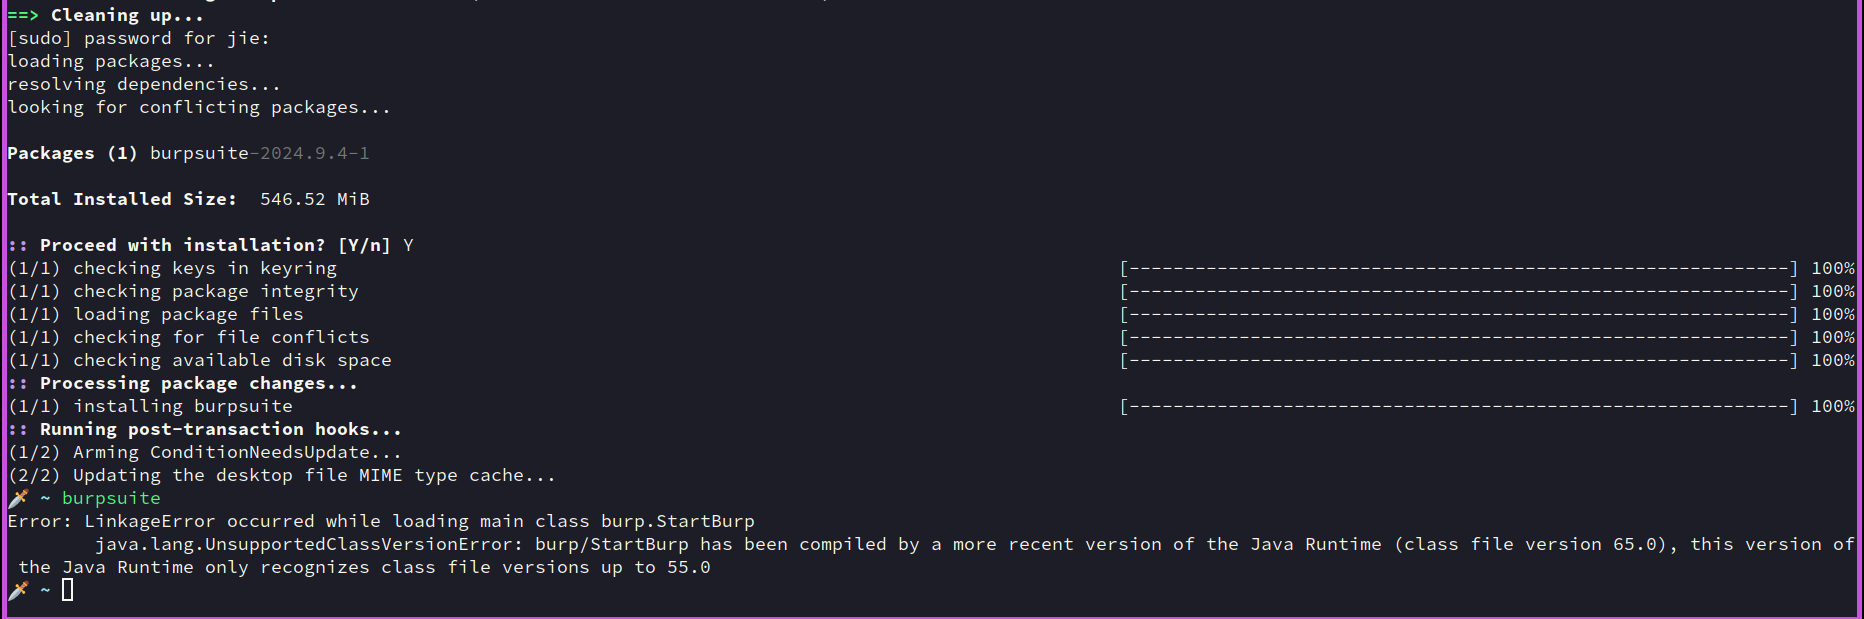 ==> Cleaning up...
[sudo] password for jie:
loading packages...
resolving dependencies...
looking for conflicting packages...
Packages (1) burpsuite-2024.9.4-1
Total Installed Size:  546.52 MiB
:: Proceed with installation? [Y/n] Y
(1/1) checking keys in keyring [------------------------------------------------------------] 100%
(1/1) checking package integrity [------------------------------------------------------------] 100%
(1/1) loading package files [------------------------------------------------------------] 100%
(1/1) checking for file conflicts [------------------------------------------------------------] 100%
(1/1) checking available disk space [------------------------------------------------------------] 100%
:: Processing package changes...
(1/1) installing burpsuite [------------------------------------------------------------] 100%
:: Running post-transaction hooks...
(1/2) Arming ConditionNeedsUpdate...
(2/2) Updating the desktop file MIME type cache...
🗡️ ~ burpsuite
Error: LinkageError occurred while loading main class burp.StartBurp
        java.lang.UnsupportedClassVersionError: burp/StartBurp has been compiled by a more recent version of the Java Runtime (class file version 65.0), this version of
 the Java Runtime only recognizes class file versions up to 55.0
🗡️ ~